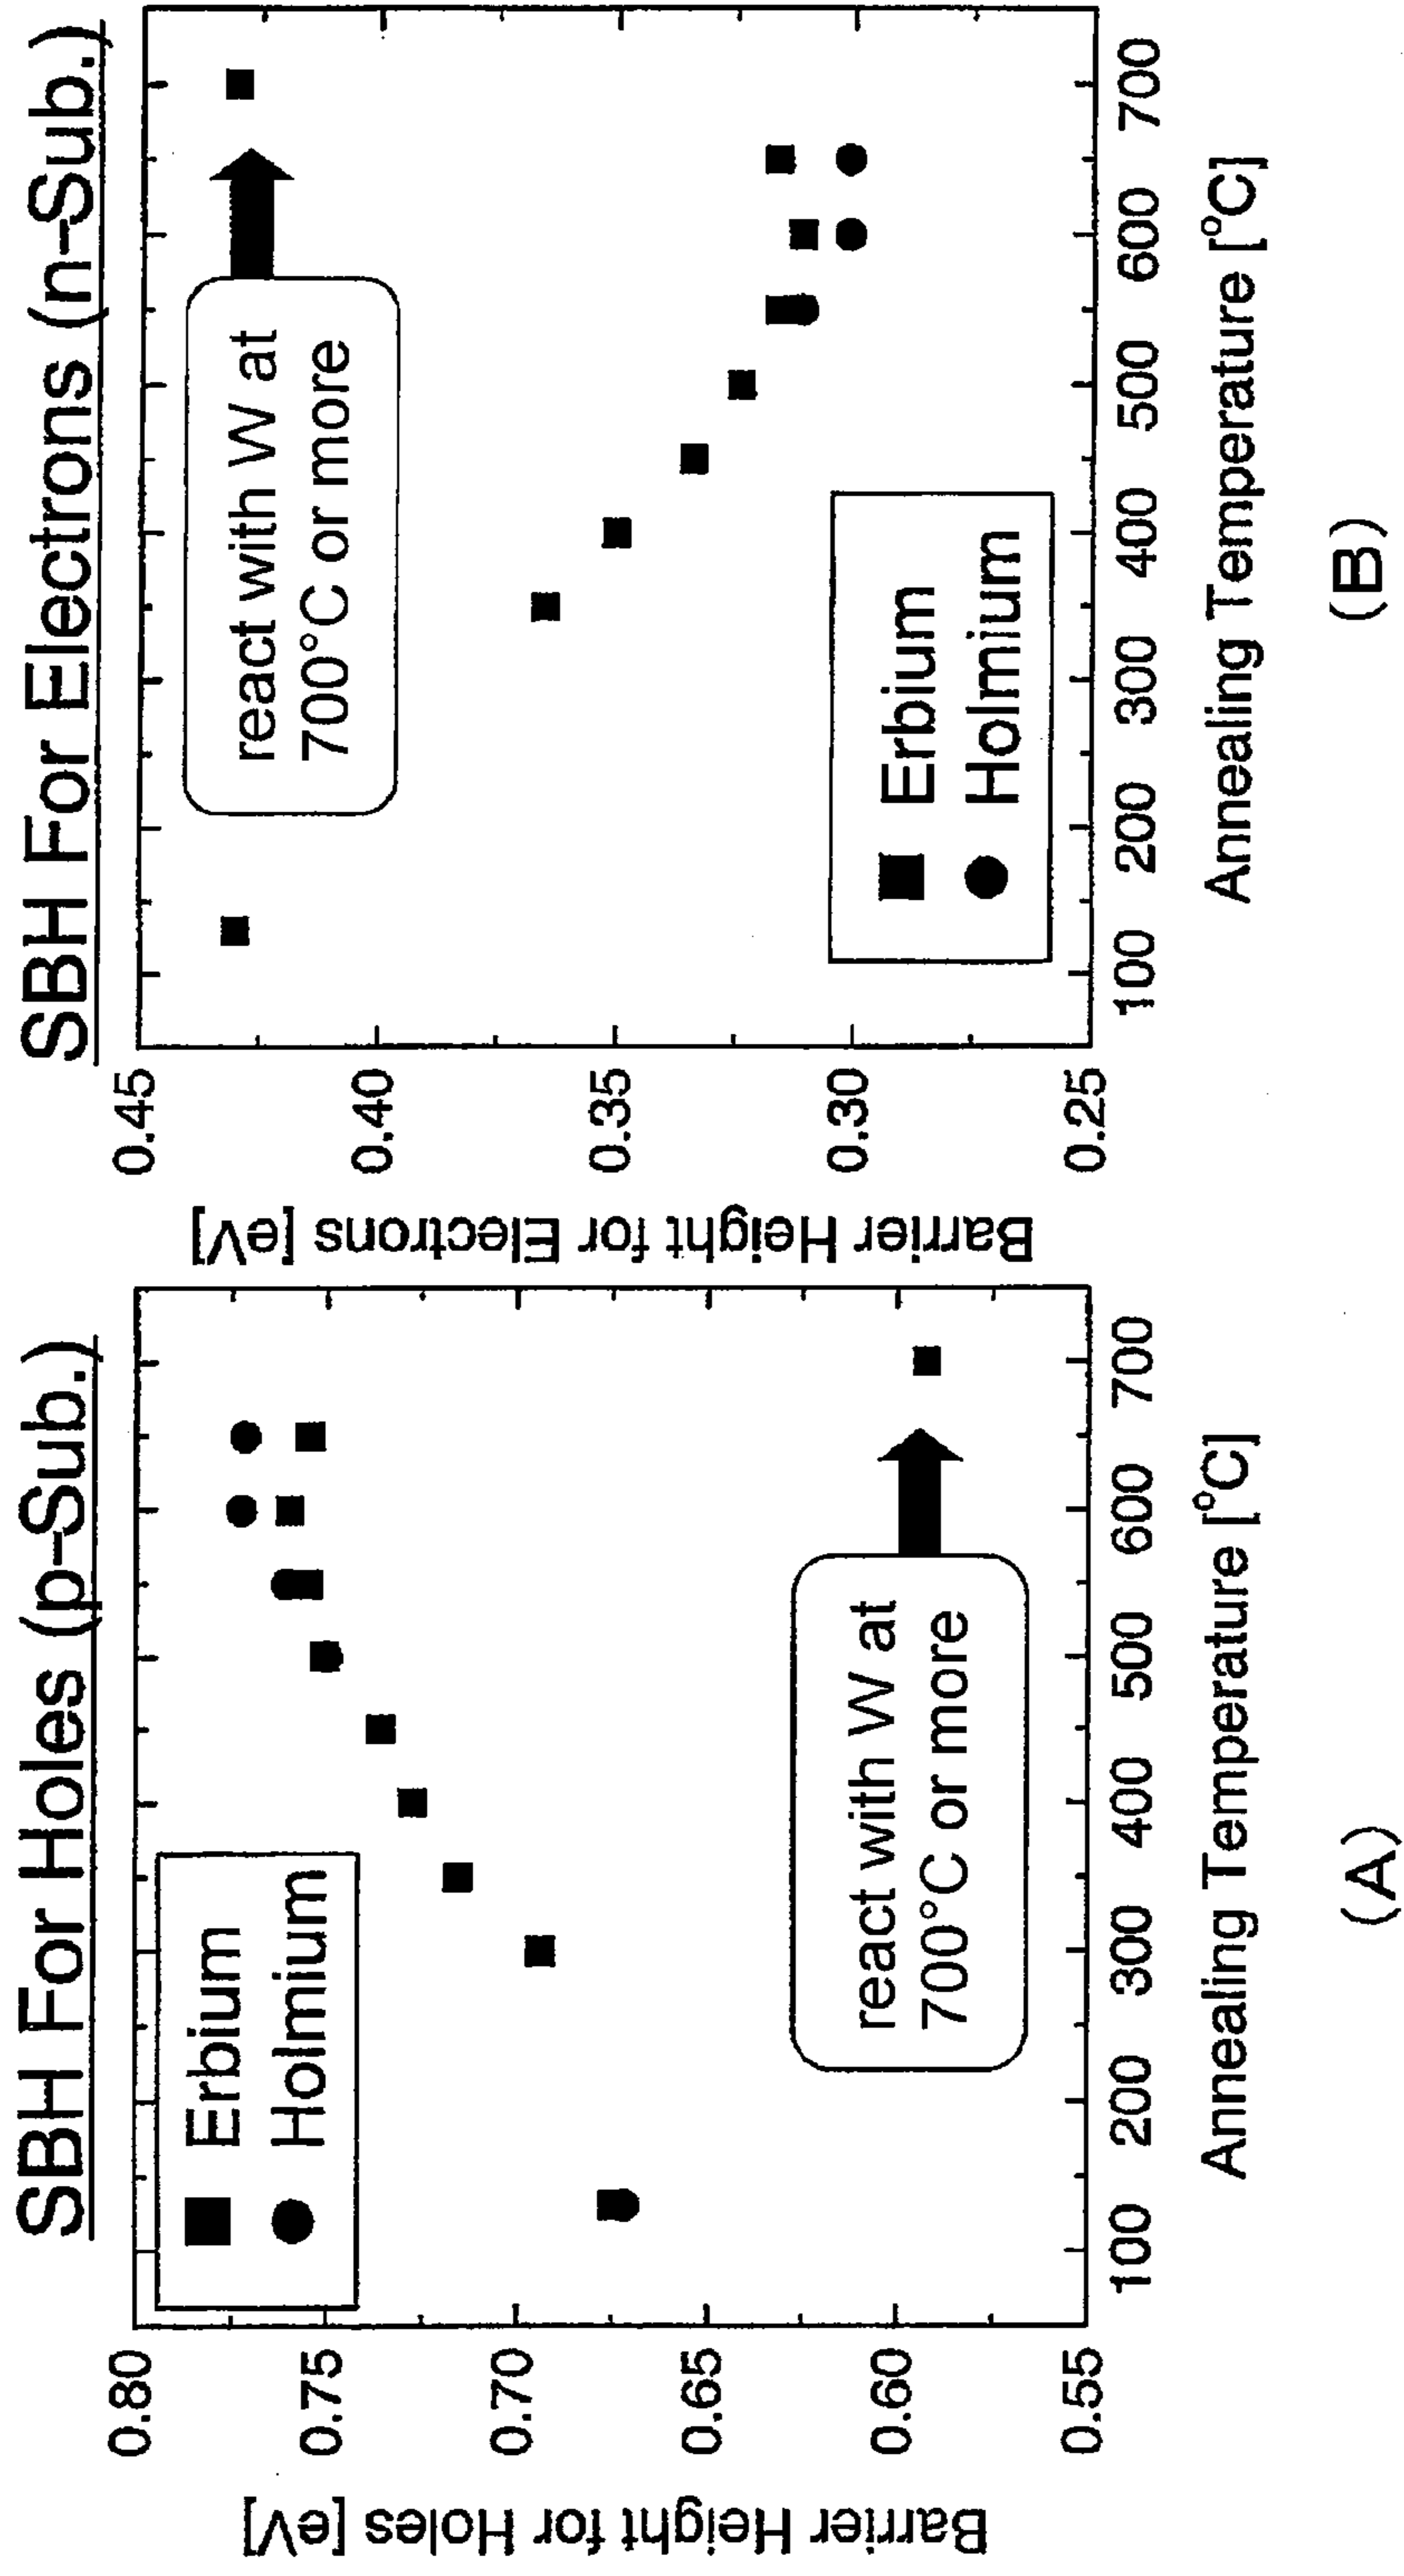 SBH For Holes (p-Sub.)
Barrier Height for Holes [eV]
0.80
0.75
0.70
0.65
0.60
0.55
Erbium
Holmium
react with W at
700°C or more
100 200 300 400 500 600 700
Annealing Temperature [°C]
(A)
SBH For Electrons (n-Sub.)
Barrier Height for Electrons [eV]
0.45
0.40
0.35
0.30
0.25
react with W at
700°C or more
Erbium
Holmium
100 200 300 400 500 600 700
Annealing Temperature [°C]
(B)